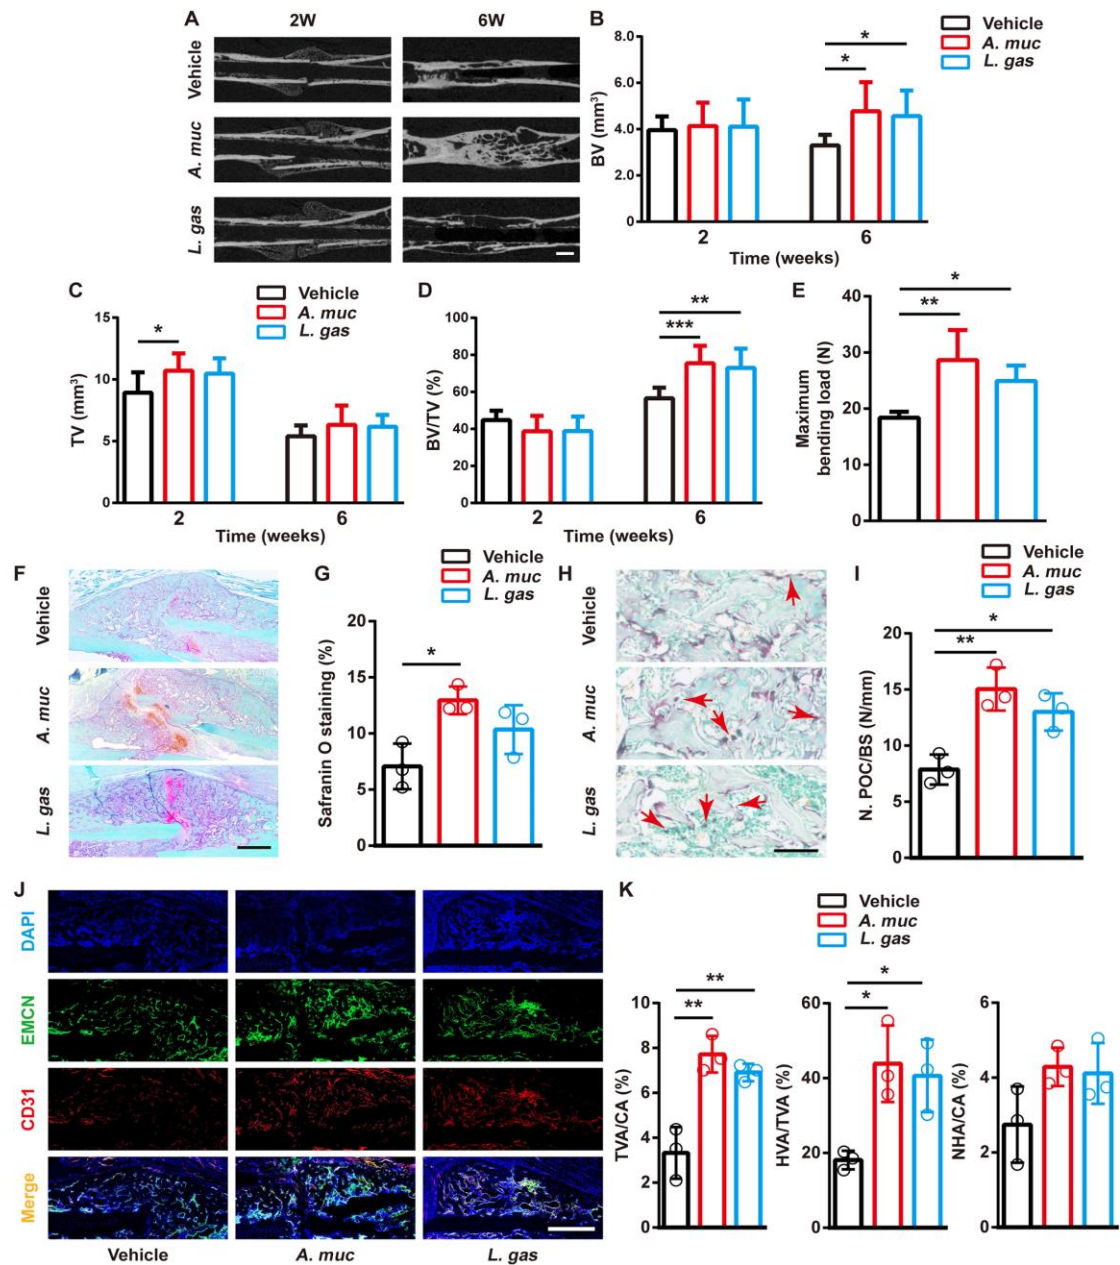 A
2W
6W
Vehicle
A. muc
L. gas
B
Vehicle
A. muc
L. gas
BV (mm³)
8.0
6.0
4.0
2.0
0
*
*
2
6
Time (weeks)
C
Vehicle
A. muc
L. gas
TV (mm³)
15
10
5
0
*
2
6
Time (weeks)
D
BV/TV (%)
100
80
60
40
20
0
**
***
2
6
Time (weeks)
E
Maximum
bending load (N)
40
30
20
10
0
*
**
F
Vehicle
A. muc
L. gas
G
Vehicle
A. muc
L. gas
Safranin O staining (%)
20
15
10
5
0
*
H
Vehicle
A. muc
L. gas
I
Vehicle
A. muc
L. gas
N. POC/BS (N/mm)
20
15
10
5
0
*
**
J
DAPI
EMCN
CD31
Merge
Vehicle
A. muc
L. gas
K
Vehicle
A. muc
L. gas
TVA/CA (%)
10
8
6
4
2
0
**
**
HVA/TVA (%)
60
40
20
0
*
*
NHA/CA (%)
6
4
2
0